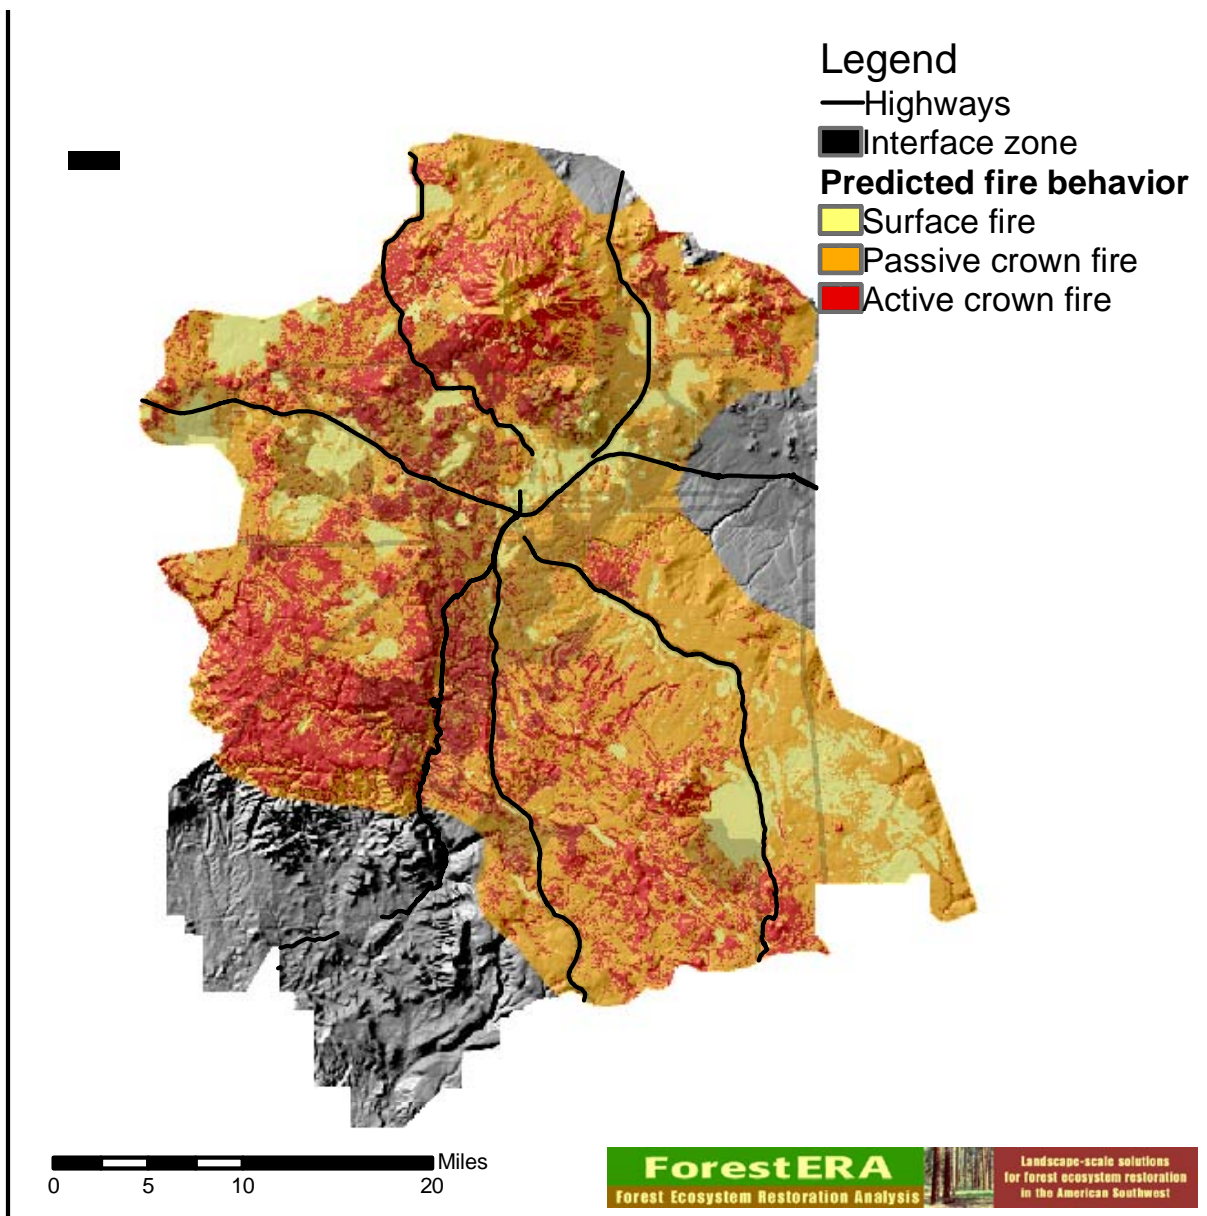 Legend
Highways
Interface zone
Predicted fire behavior
Surface fire
Passive crown fire
Active crown fire
Miles
0 5 10 20
ForestERA
Forest Ecosystem Restoration Analysis
Landscape-scale solutions
for forest ecosystem restoration
in the American Southwest